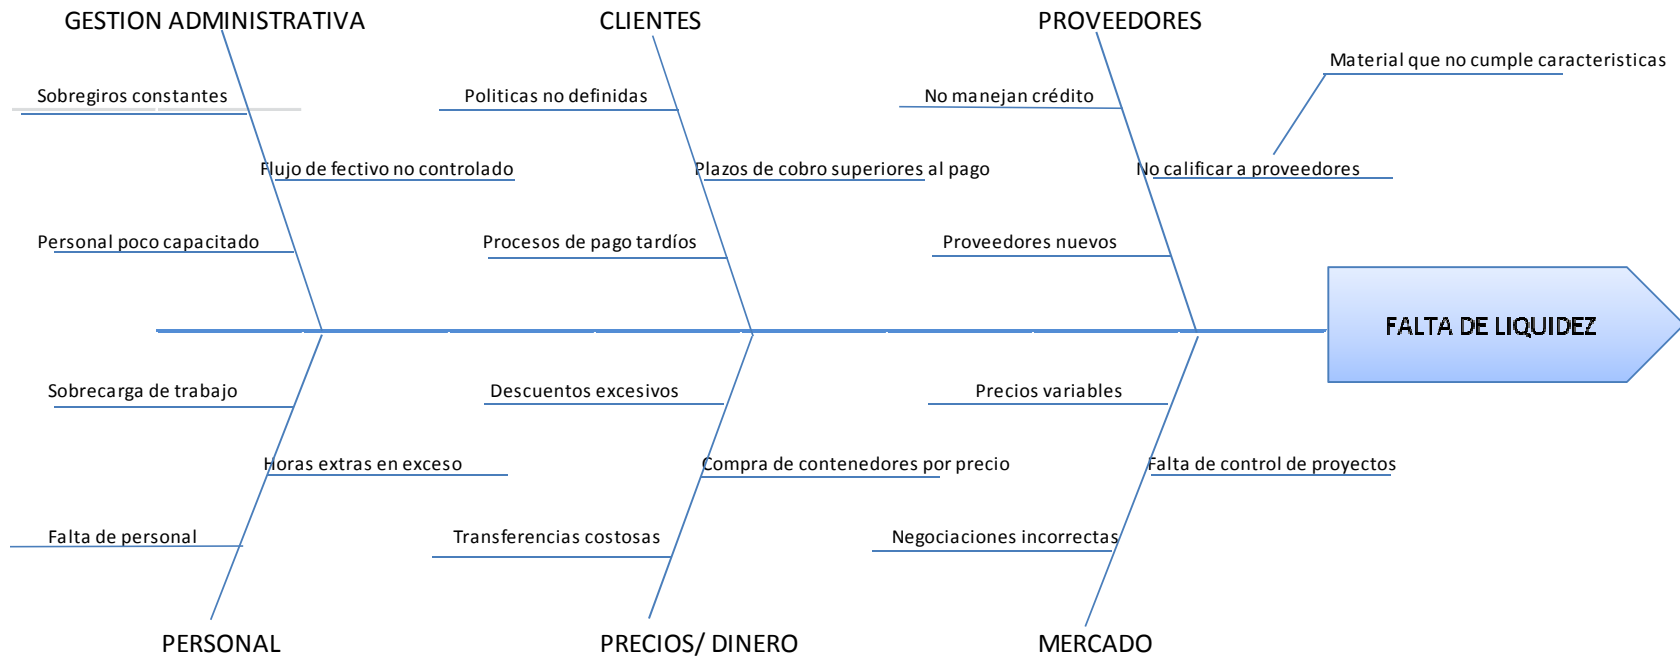 GESTION ADMINISTRATIVA
CLIENTES
PROVEEDORES
Material que no cumple caracteristicas
Sobregiros constantes
Politicas no definidas
No manejan crédito
Flujo de fectivo no controlado
Plazos de cobro superiores al pago
No calificar a proveedores
Personal poco capacitado
Procesos de pago tardíos
Proveedores nuevos
FALTA DE LIQUIDEZ
Sobrecarga de trabajo
Descuentos excesivos
Precios variables
Horas extras en exceso
Compra de contenedores por precio
Falta de control de proyectos
Falta de personal
Transferencias costosas
Negociaciones incorrectas
PERSONAL
PRECIOS/ DINERO
MERCADO